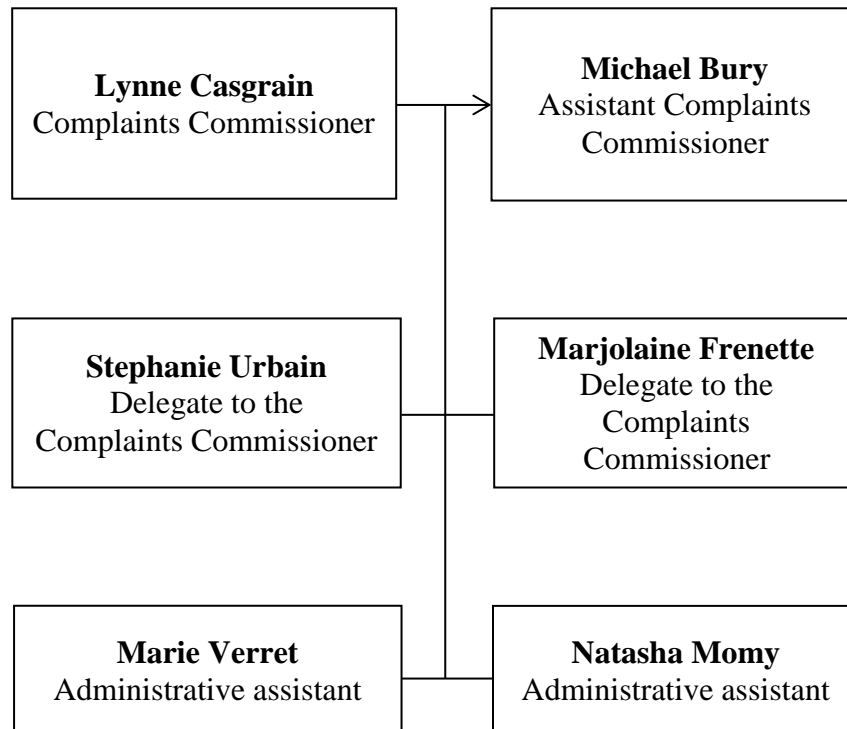 Lynne Casgrain
Complaints Commissioner
Michael Bury
Assistant Complaints
Commissioner
Stephanie Urbain
Delegate to the
Complaints Commissioner
Marjolaine Frenette
Delegate to the
Complaints
Commissioner
Marie Verret
Administrative assistant
Natasha Momy
Administrative assistant